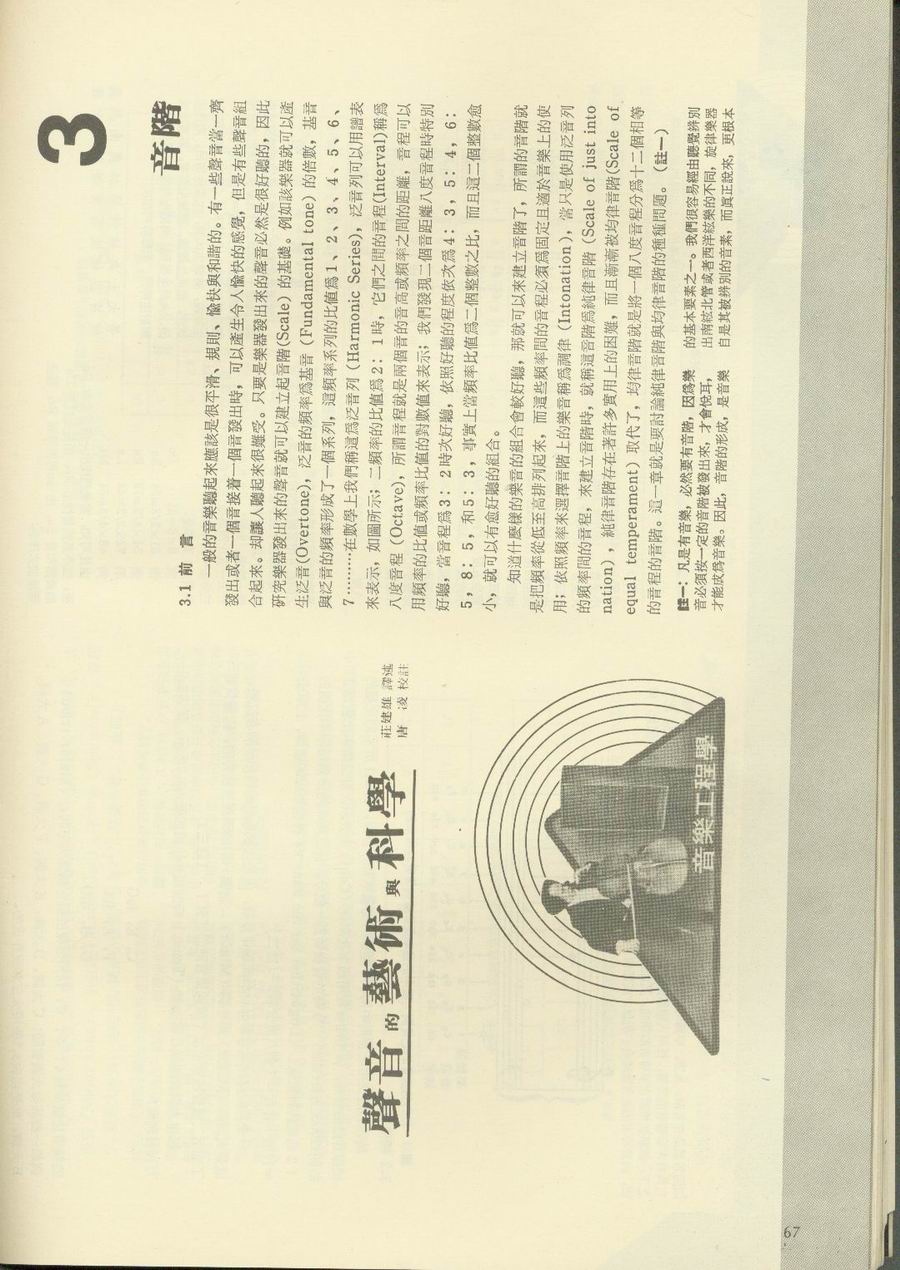 聲音的藝術與科學
莊建雄 譯述
唐 凌 校註
音樂工程學
3
音階
3.1 前 言
一般的音樂聽起來應該是很平滑、規則、愉快與和諧的。有一些聲音當一齊
發出或者一個音接着一個音發出時，可以產生令人愉快的感覺，但是有些聲音組
合起來。却讓人聽起來很難受。只要是樂器發出來的聲音必然是很好聽的，因此
研究樂器發出來的聲音就可以建立起音階(Scale) 的基礎。例如該樂器就可以產
生泛音(Overtone)，泛音的頻率為基音（Fundamental tone）的倍數，基音
與泛音的頻率形成了一個系列，這頻率系列的比值爲1、2、3、4、5、6、
7………在數學上我們稱這爲泛音列（Harmonic Series)，泛音列可以用譜表
來表示，如圖所示；二頻率的比值爲2：1時，它們之間的音程(Interval)稱爲
八度音程（Octave)，所謂音程就是兩個音的音高或頻率之間的距離，音程可以
用頻率的比值或頻率比值的對數值來表示；我們發現二個音距離八度音程時特別
好聽，當音程爲3：2時次好聽，依照好聽的程度依次爲4：3，5：4，6：
5，8：5，和5：3，事實上當頻率比值爲二個整數之比，而且這二個整數愈
小，就可以有愈好聽的組合。
知道什麼樣的樂音的組合會較好聽，那就可以來建立音階了，所謂的音階就
是把頻率從低至高排列起來，而這些頻率間的音程必須爲固定且適於音樂上的使
用；依照頻率來選擇音階上的樂音稱爲調律（Intonation)，常只是使用泛音列
的頻率間的音程，來建立音階時，就稱這音階爲純律音階（Scale of just into
nation)，純律音階存在著許多實用上的困難，而且漸漸被均律音階(Scale of
equal temperament）取代了，均律音階就是將一個八度音程分爲十二個相等
的音程的音階。這一章就是要討論純律音階與均律音階的種種問題。（註一）
註一：凡是有音樂，必然要有音階，因爲樂
音必須按一定的音階被發出來，才會悅耳，
才能成爲音樂。因此，音階的形成，是音樂
的基本要素之一。我們很容易經由聽覺辨別
出南絃北管或者西洋絃樂的不同，旋律樂器
自是其被辨別的音素，而眞正說來，更根本
67